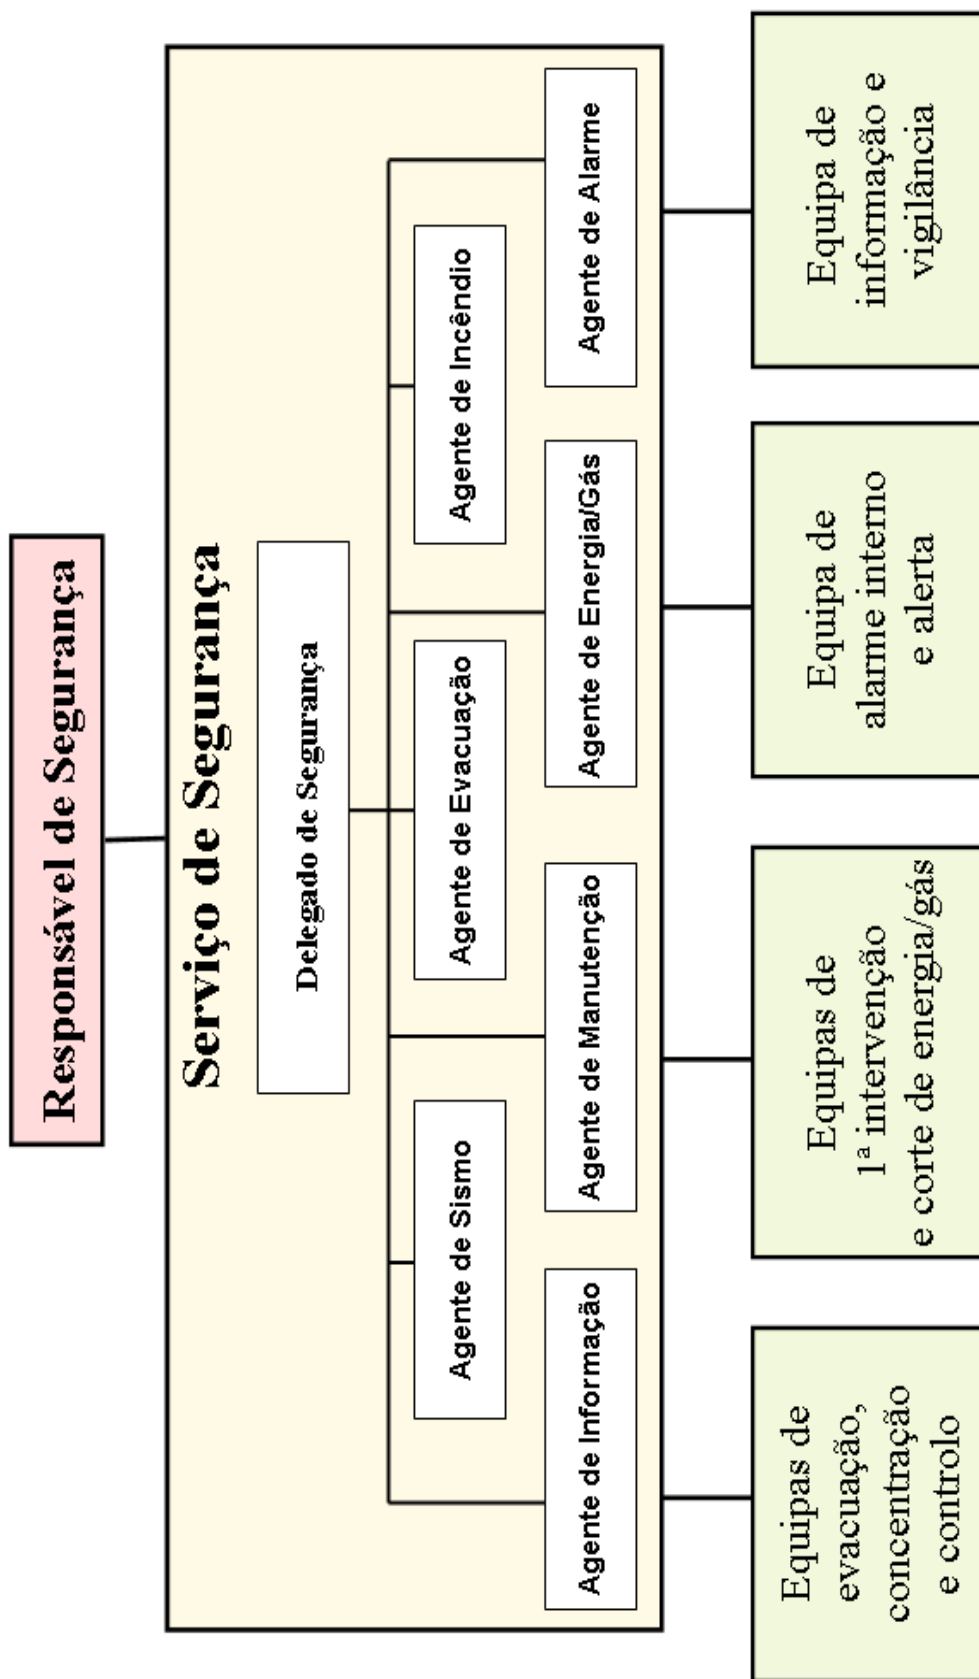 Responsável de Segurança
Serviço de Segurança
Delegado de Segurança
Agente de Sismo
Agente de Evacuação
Agente de Incêndio
Agente de Informação
Agente de Manutenção
Agente de Energia/Gás
Agente de Alarme
Equipas de
evacuação,
concentração
e controlo
Equipas de
1ª intervenção
e corte de energia/gás
Equipa de
alarme interno
e alerta
Equipa de
informação e
vigilância